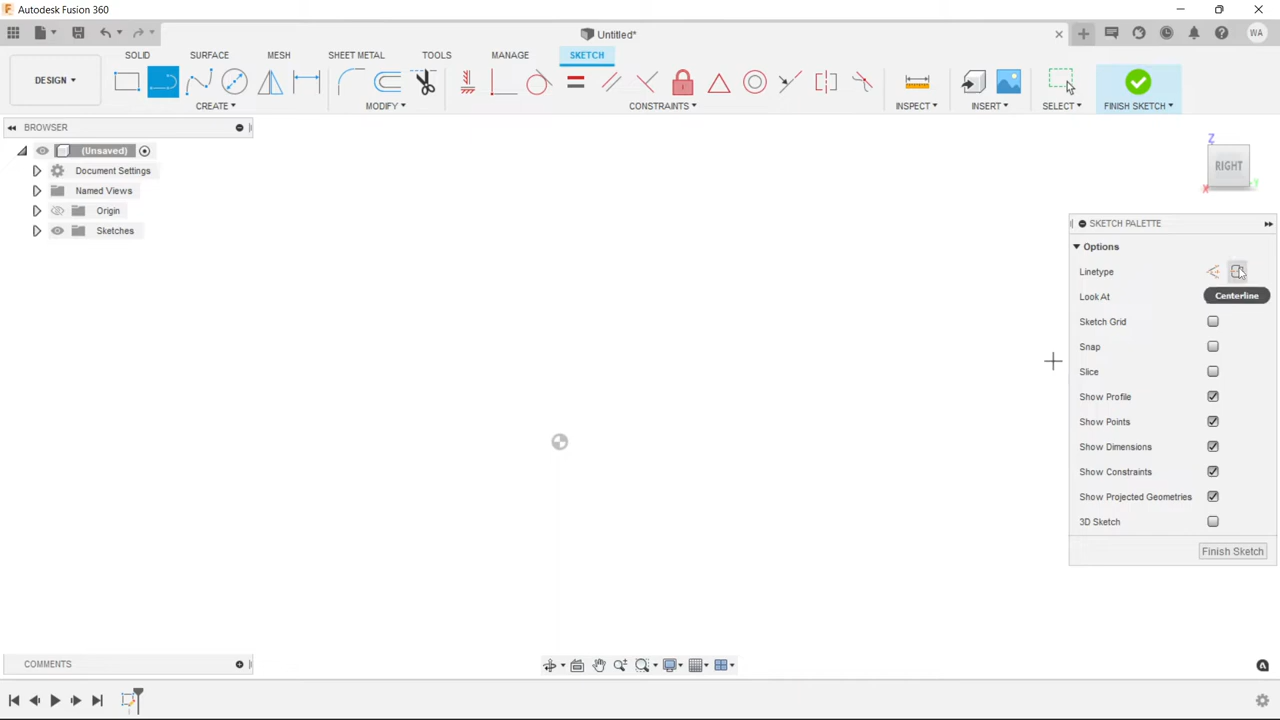 Autodesk Fusion 360
Untitled*
WA
DESIGN
SOLID SURFACE MESH SHEET METAL TOOLS MANAGE SKETCH
CREATE MODIFY CONSTRAINTS INSPECT INSERT SELECT FINISH SKETCH
BROWSER
(Unsaved)
Document Settings
Named Views
Origin
Sketches
Z
RIGHT
X
Y
SKETCH PALETTE
Options
Linetype
Look At
Centerline
Sketch Grid
Snap
Slice
Show Profile
Show Points
Show Dimensions
Show Constraints
Show Projected Geometries
3D Sketch
Finish Sketch
COMMENTS